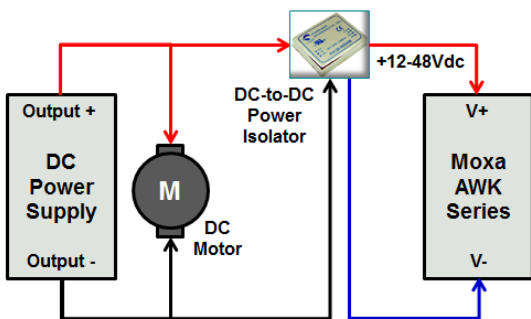 +12-48Vdc
Output +
DC-to-DC
Power
Isolator
V+
DC
Power
Supply
M
Moxa
AWK
Series
DC
Motor
Output -
V-